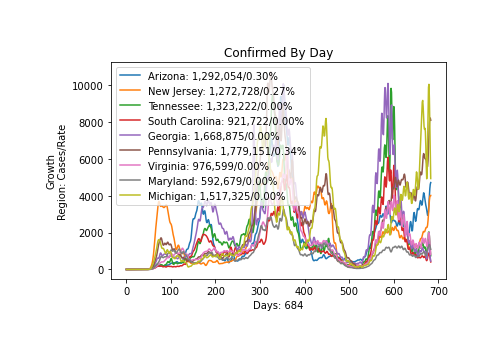 Confirmed By Day
Growth
Region: Cases/Rate
10000
8000
6000
4000
2000
0
Arizona: 1,292,054/0.30%
New Jersey: 1,272,728/0.27%
Tennessee: 1,323,222/0.00%
South Carolina: 921,722/0.00%
Georgia: 1,668,875/0.00%
Pennsylvania: 1,779,151/0.34%
Virginia: 976,599/0.00%
Maryland: 592,679/0.00%
Michigan: 1,517,325/0.00%
0 100 200 300 400 500 600 700
Days: 684